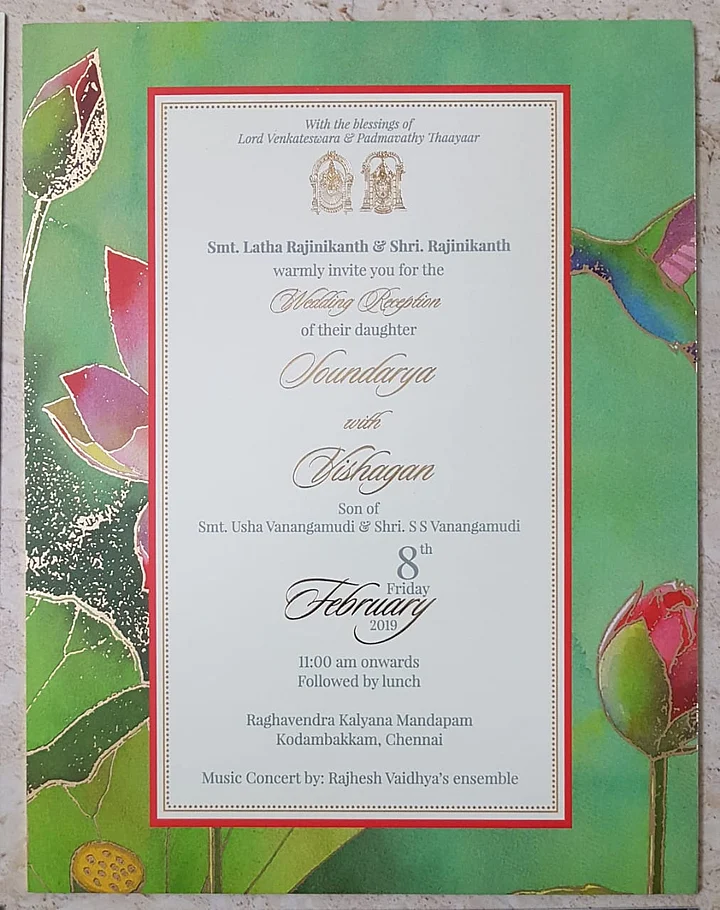 With the blessings of
Lord Venkateswara & Padmavathy Thaayaar
Smt. Latha Rajinikanth & Shri. Rajinikanth
warmly invite you for the
Wedding Reception
of their daughter
Soundarya
with
Vishagan
Son of
Smt. Usha Vanangamudi & Shri. S S Vanangamudi
8th
Friday
February
2019
11:00 am onwards
Followed by lunch
Raghavendra Kalyana Mandapam
Kodambakkam, Chennai
Music Concert by: Rajhesh Vaidhya's ensemble